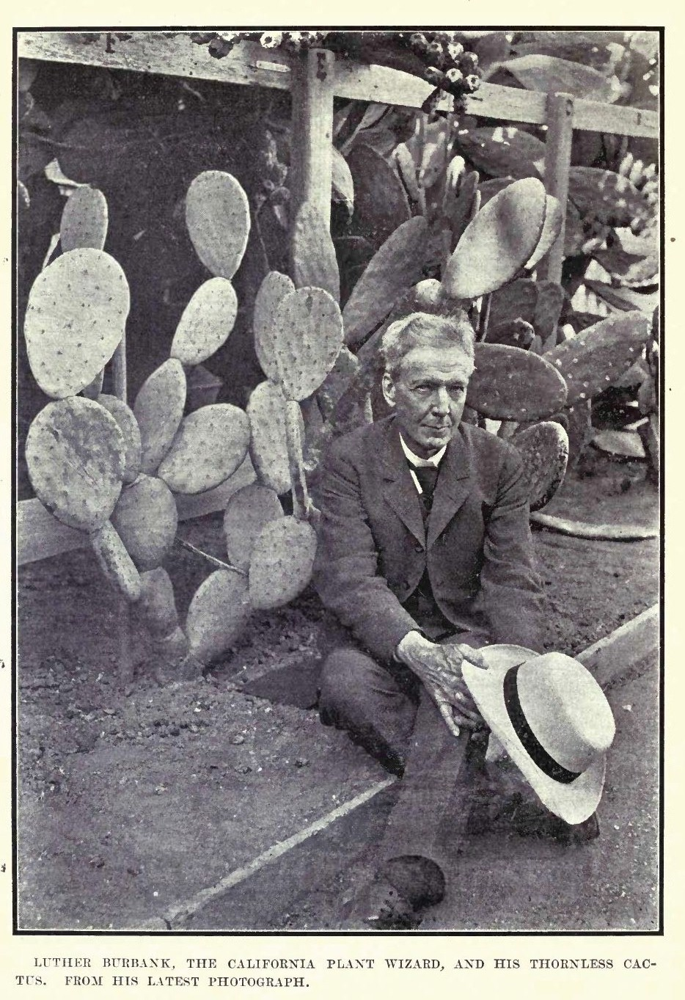 LUTHER BURBANK, THE CALIFORNIA PLANT WIZARD, AND HIS THORNLESS CAC-
TUS. FROM HIS LATEST PHOTOGRAPH.